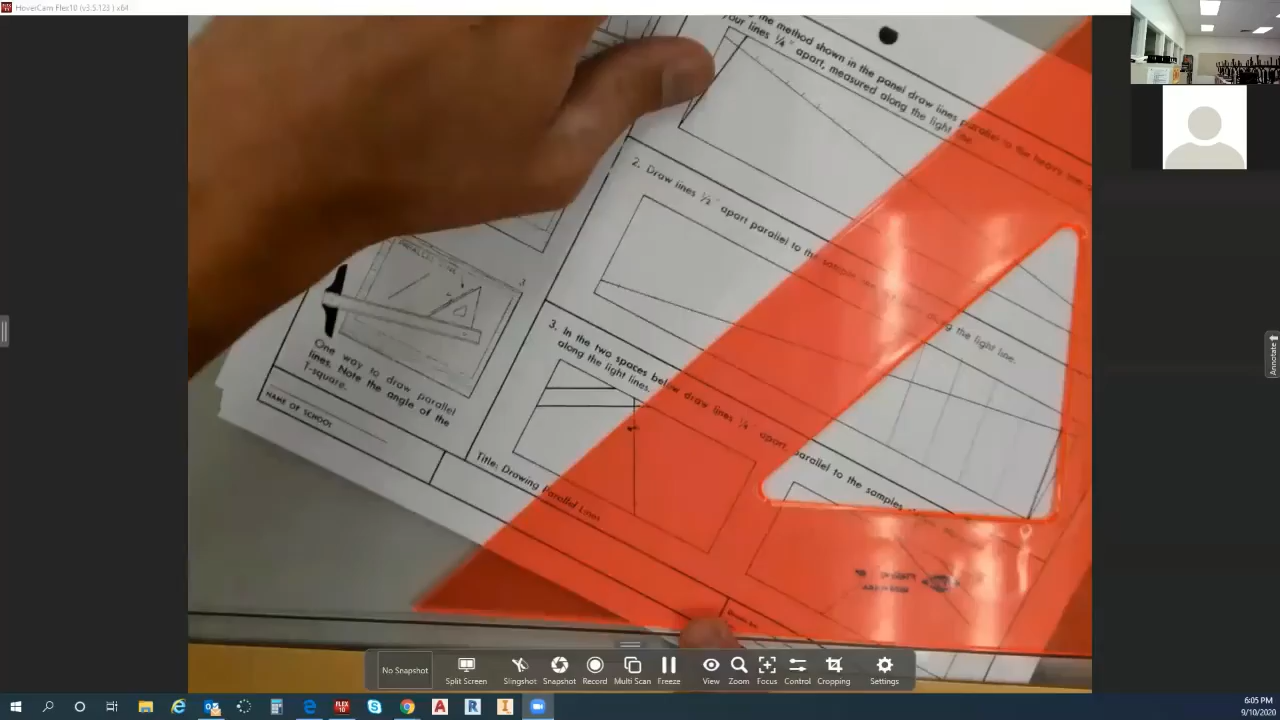 HoverCam Flex10 (v3.5.123 ) x64
the method shown in the panel draw lines parallel to the heavy
your lines 1/4" apart, measured along the light line.
2. Draw lines 1/2" apart parallel to the sample along the light line.
3. In the two spaces below draw lines 1/4" apart, parallel to the samples
along the light lines.
3.
One way to draw parallel
lines. Note the angle of the
T-square.
NAME OF SCHOOL
Title: Drawing Parallel Lines
Annotate
No Snapshot
Split Screen
Slingshot
Snapshot
Record
Multi Scan
Freeze
View
Zoom
Focus
Control
Cropping
Settings
FLEX
10
A
R
I
6:05 PM
9/10/2020